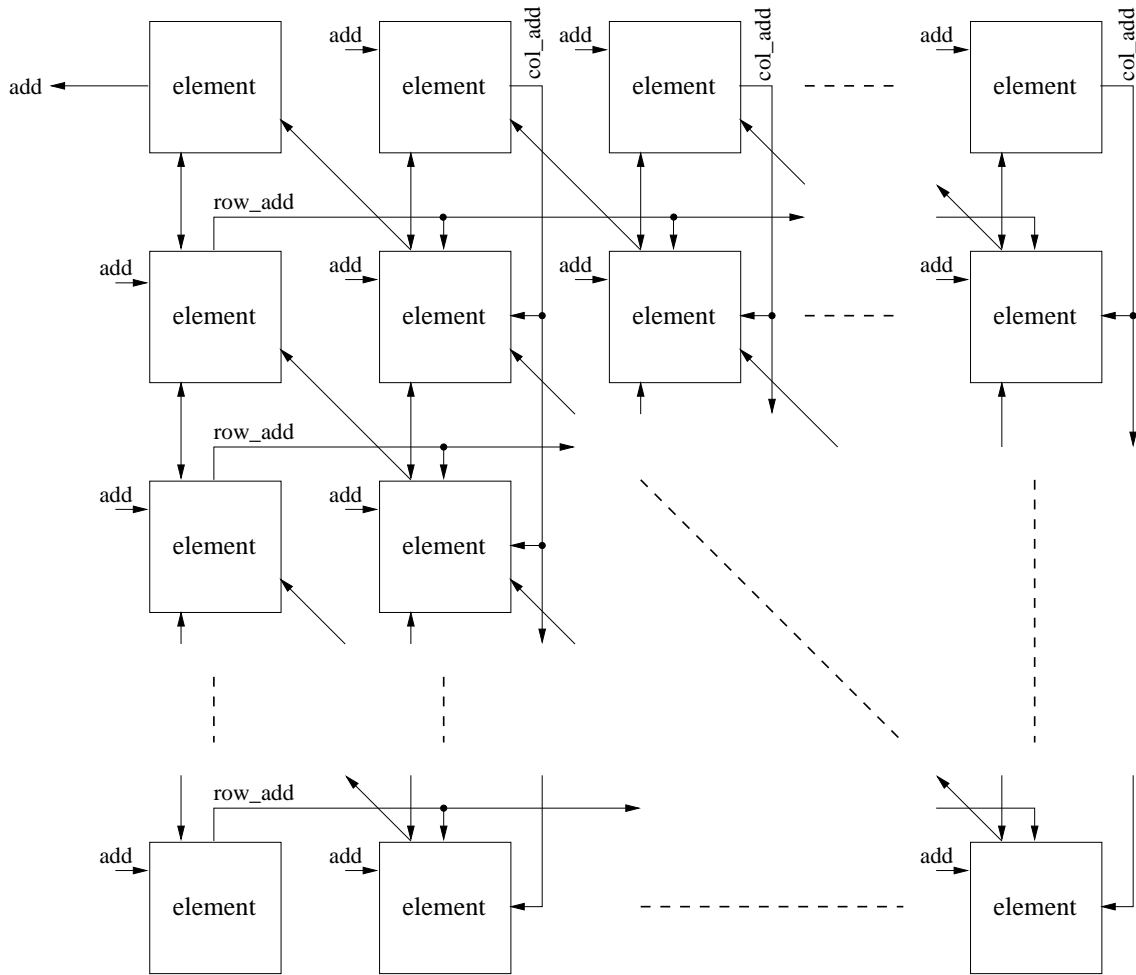 add add add col_add col_add col_add
add element element element element
row_add
add add add add
element element element element
row_add
add add
element element
row_add
add add add
element element element